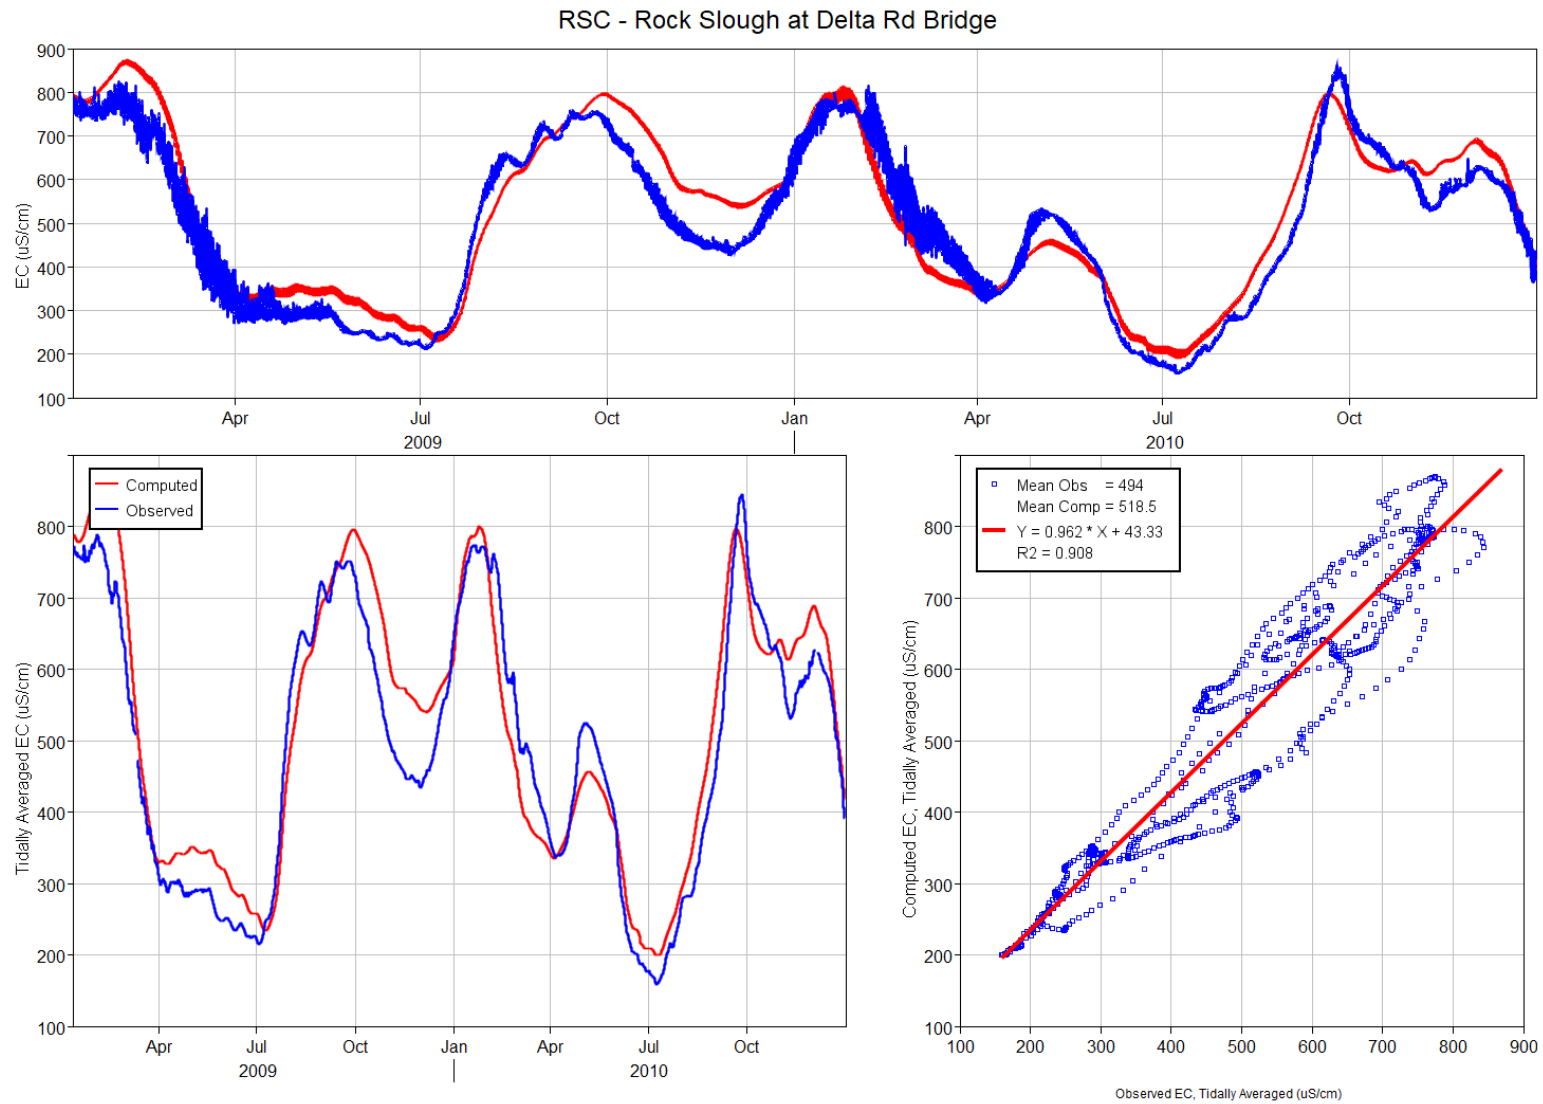 RSC - Rock Slough at Delta Rd Bridge
EC (uS/cm)
900
800
700
600
500
400
300
200
100
Apr
Jul
Oct
Jan
Apr
Jul
Oct
2009
2010
Tidally Averaged EC (uS/cm)
800
700
600
500
400
300
200
100
Computed
Observed
Apr
Jul
Oct
Jan
Apr
Jul
Oct
2009
2010
Computed EC, Tidally Averaged (uS/cm)
800
700
600
500
400
300
200
100
Mean Obs = 494
Mean Comp = 518.5
Y = 0.962 * X + 43.33
R2 = 0.908
100
200
300
400
500
600
700
800
900
Observed EC, Tidally Averaged (uS/cm)